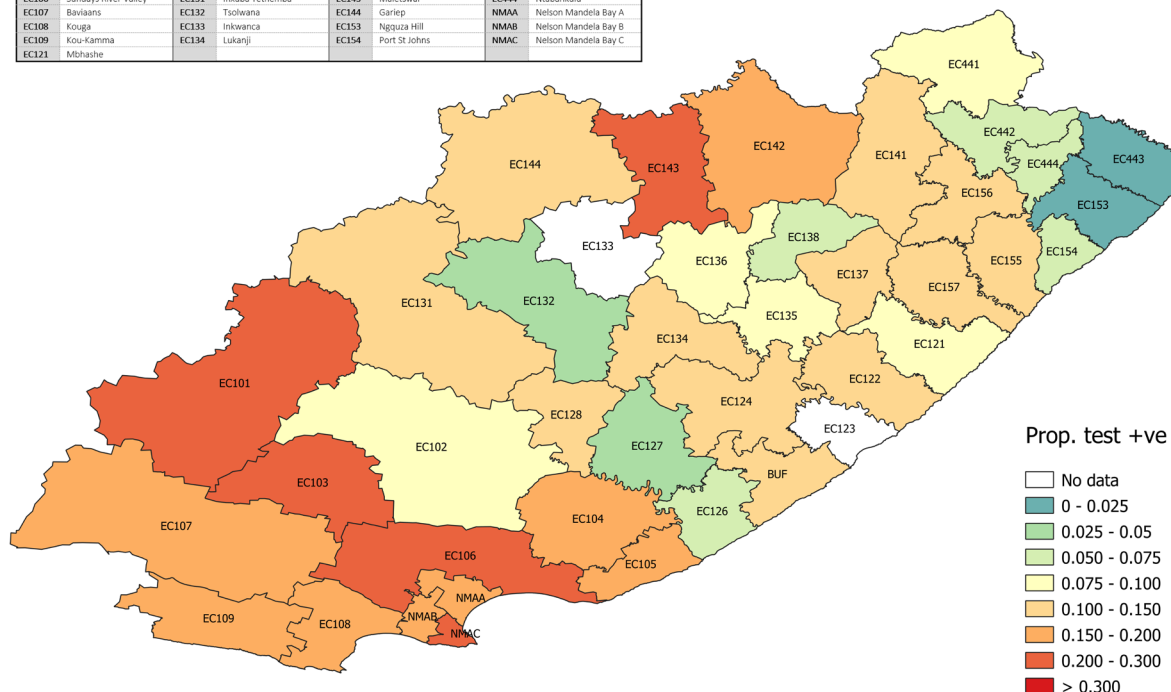 Sundays River Valley
EC107 Baviaans EC132 Tsolwana EC144 Gariep NMAA Nelson Mandela Bay A
EC108 Kouga EC133 Inkwanca EC153 Ngquza Hill NMAB Nelson Mandela Bay B
EC109 Kou-Kamma EC134 Lukanji EC154 Port St Johns NMAC Nelson Mandela Bay C
EC121 Mbhashe
EC441
EC442
EC443
EC444
EC141
EC142
EC143
EC144
EC156
EC153
EC154
EC155
EC138
EC133
EC136
EC137
EC157
EC132
EC131
EC135
EC121
EC134
EC122
EC101
EC128
EC124
EC123
EC102
EC127
BUF
EC103
EC126
EC104
EC107
EC106
EC105
NMAA
NMAB
EC109
EC108
NMAC
Prop. test +ve
No data
0 - 0.025
0.025 - 0.05
0.050 - 0.075
0.075 - 0.100
0.100 - 0.150
0.150 - 0.200
0.200 - 0.300
> 0.300